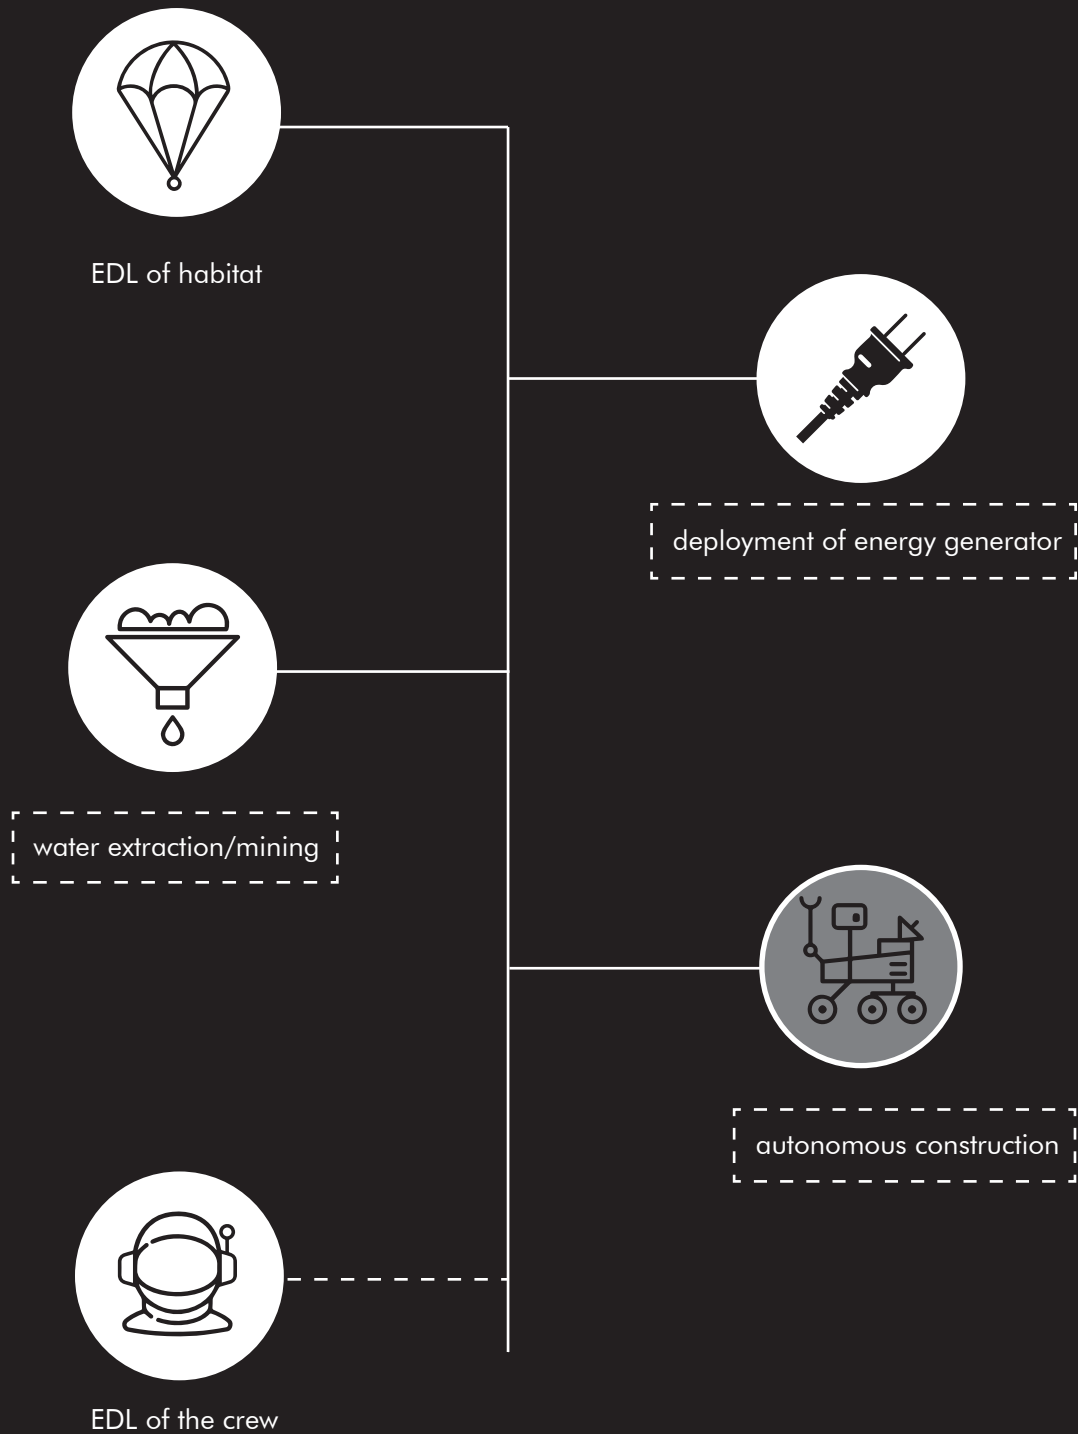 EDL of habitat
deployment of energy generator
water extraction/mining
autonomous construction
EDL of the crew